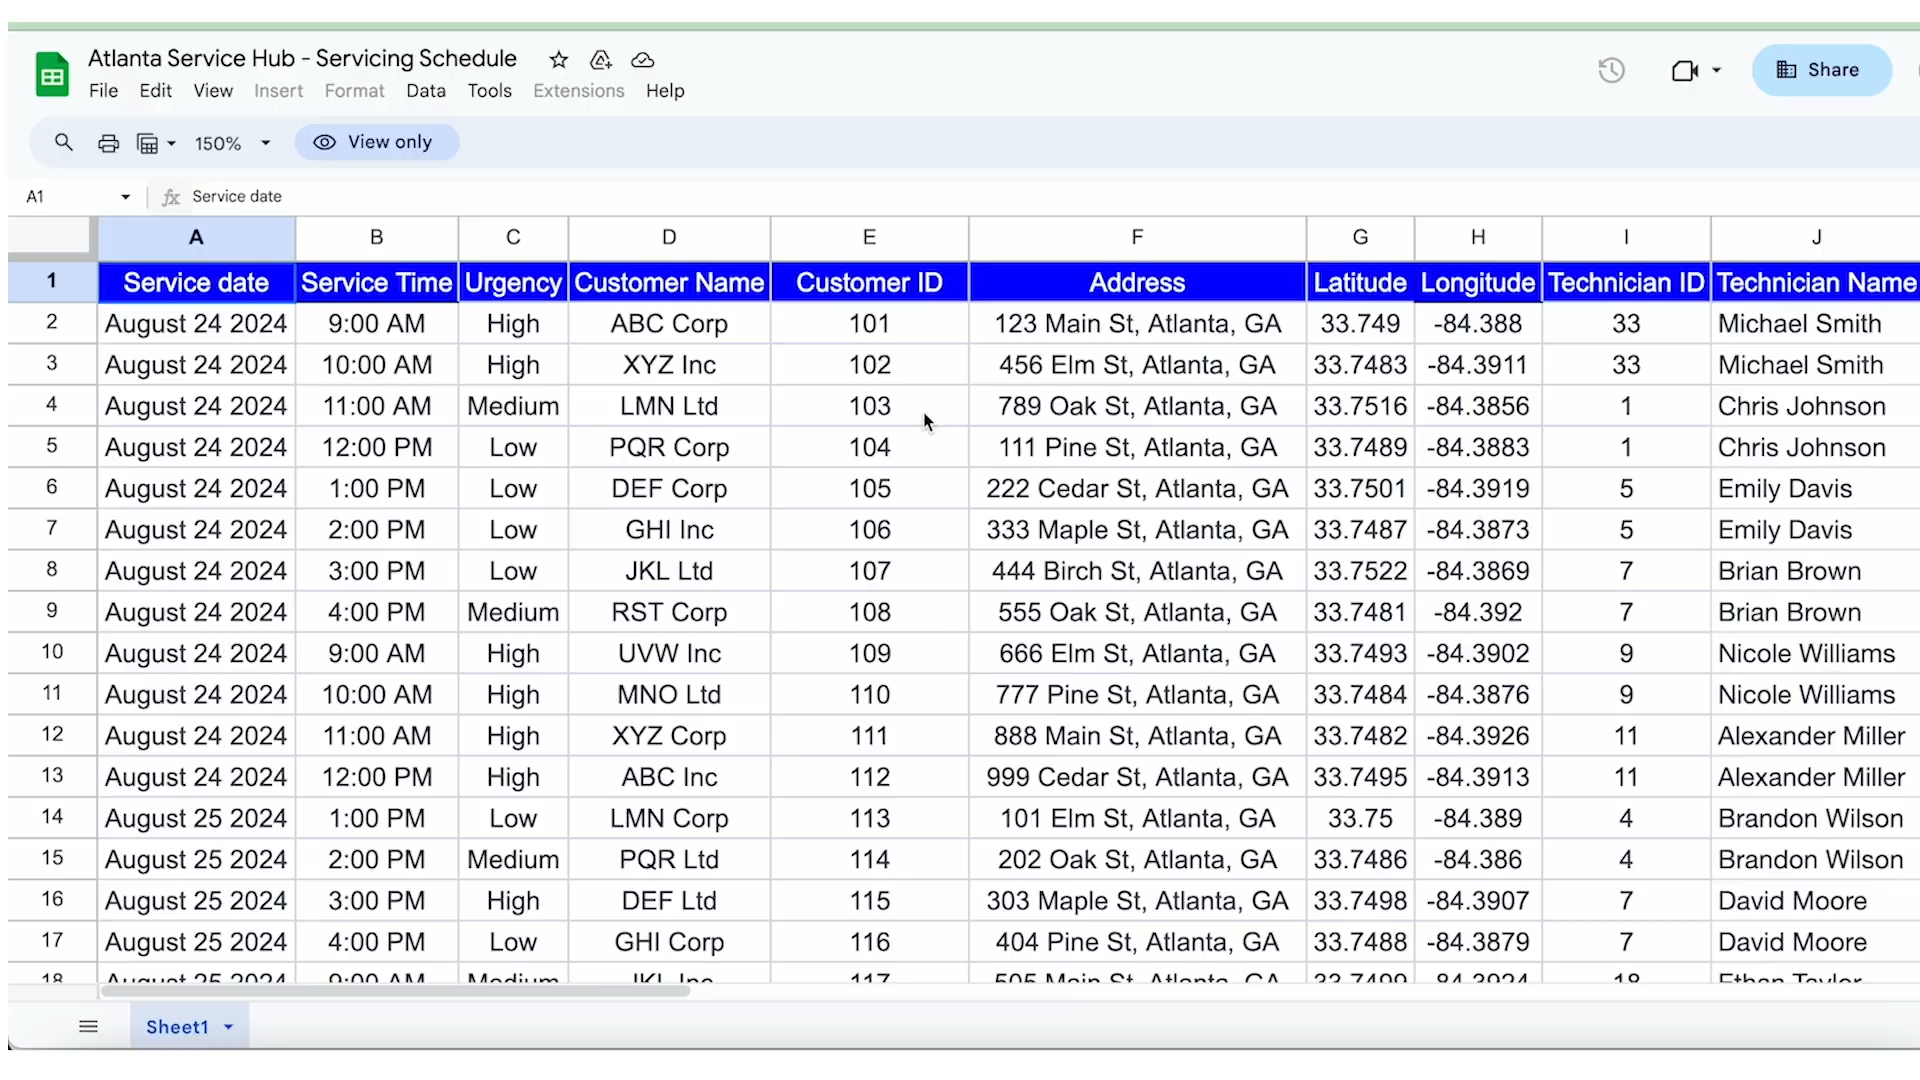 Atlanta Service Hub - Servicing Schedule
File Edit View Insert Format Data Tools Extensions Help
Share
150% View only
A1 fx Service date
A B C D E F G H I J
1 Service date Service Time Urgency Customer Name Customer ID Address Latitude Longitude Technician ID Technician Name
2 August 24 2024 9:00 AM High ABC Corp 101 123 Main St, Atlanta, GA 33.749 -84.388 33 Michael Smith
3 August 24 2024 10:00 AM High XYZ Inc 102 456 Elm St, Atlanta, GA 33.7483 -84.3911 33 Michael Smith
4 August 24 2024 11:00 AM Medium LMN Ltd 103 789 Oak St, Atlanta, GA 33.7516 -84.3856 1 Chris Johnson
5 August 24 2024 12:00 PM Low PQR Corp 104 111 Pine St, Atlanta, GA 33.7489 -84.3883 1 Chris Johnson
6 August 24 2024 1:00 PM Low DEF Corp 105 222 Cedar St, Atlanta, GA 33.7501 -84.3919 5 Emily Davis
7 August 24 2024 2:00 PM Low GHI Inc 106 333 Maple St, Atlanta, GA 33.7487 -84.3873 5 Emily Davis
8 August 24 2024 3:00 PM Low JKL Ltd 107 444 Birch St, Atlanta, GA 33.7522 -84.3869 7 Brian Brown
9 August 24 2024 4:00 PM Medium RST Corp 108 555 Oak St, Atlanta, GA 33.7481 -84.392 7 Brian Brown
10 August 24 2024 9:00 AM High UVW Inc 109 666 Elm St, Atlanta, GA 33.7493 -84.3902 9 Nicole Williams
11 August 24 2024 10:00 AM High MNO Ltd 110 777 Pine St, Atlanta, GA 33.7484 -84.3876 9 Nicole Williams
12 August 24 2024 11:00 AM High XYZ Corp 111 888 Main St, Atlanta, GA 33.7482 -84.3926 11 Alexander Miller
13 August 24 2024 12:00 PM High ABC Inc 112 999 Cedar St, Atlanta, GA 33.7495 -84.3913 11 Alexander Miller
14 August 25 2024 1:00 PM Low LMN Corp 113 101 Elm St, Atlanta, GA 33.75 -84.389 4 Brandon Wilson
15 August 25 2024 2:00 PM Medium PQR Ltd 114 202 Oak St, Atlanta, GA 33.7486 -84.386 4 Brandon Wilson
16 August 25 2024 3:00 PM High DEF Ltd 115 303 Maple St, Atlanta, GA 33.7498 -84.3907 7 David Moore
17 August 25 2024 4:00 PM Low GHI Corp 116 404 Pine St, Atlanta, GA 33.7488 -84.3879 7 David Moore
18 August 25 2024 9:00 AM Medium JKL Inc 117 505 Main St, Atlanta, GA 33.7499 -84.3924 18 Ethan Taylor
Sheet1